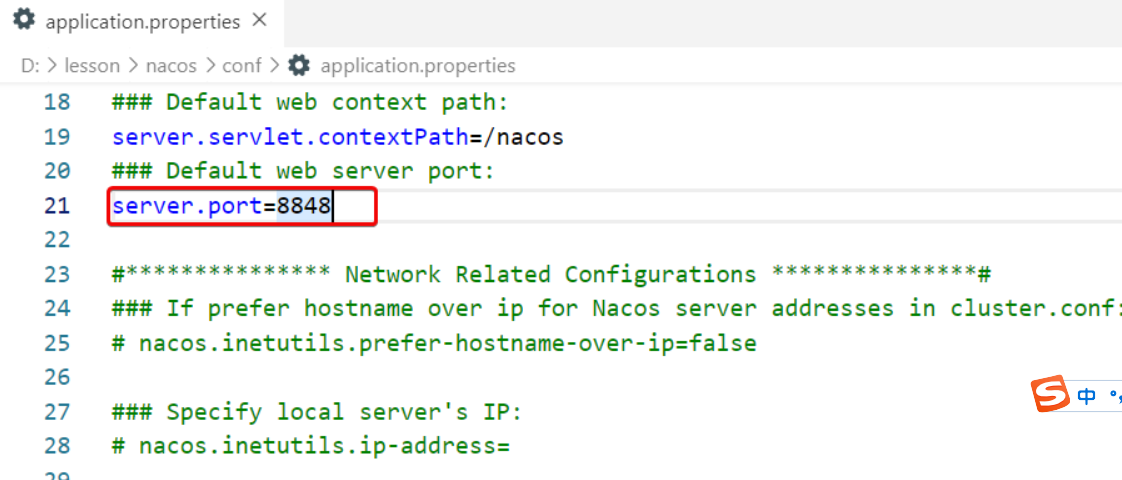 application.properties ×
D: > lesson > nacos > conf > application.properties
18 ### Default web context path:
19 server.servlet.contextPath=/nacos
20 ### Default web server port:
21 server.port=8848
22
23 #*************** Network Related Configurations ***************#
24 ### If prefer hostname over ip for Nacos server addresses in cluster.conf:
25 # nacos.inetutils.prefer-hostname-over-ip=false
26
27 ### Specify local server's IP:
28 # nacos.inetutils.ip-address=
29
S 中 °,